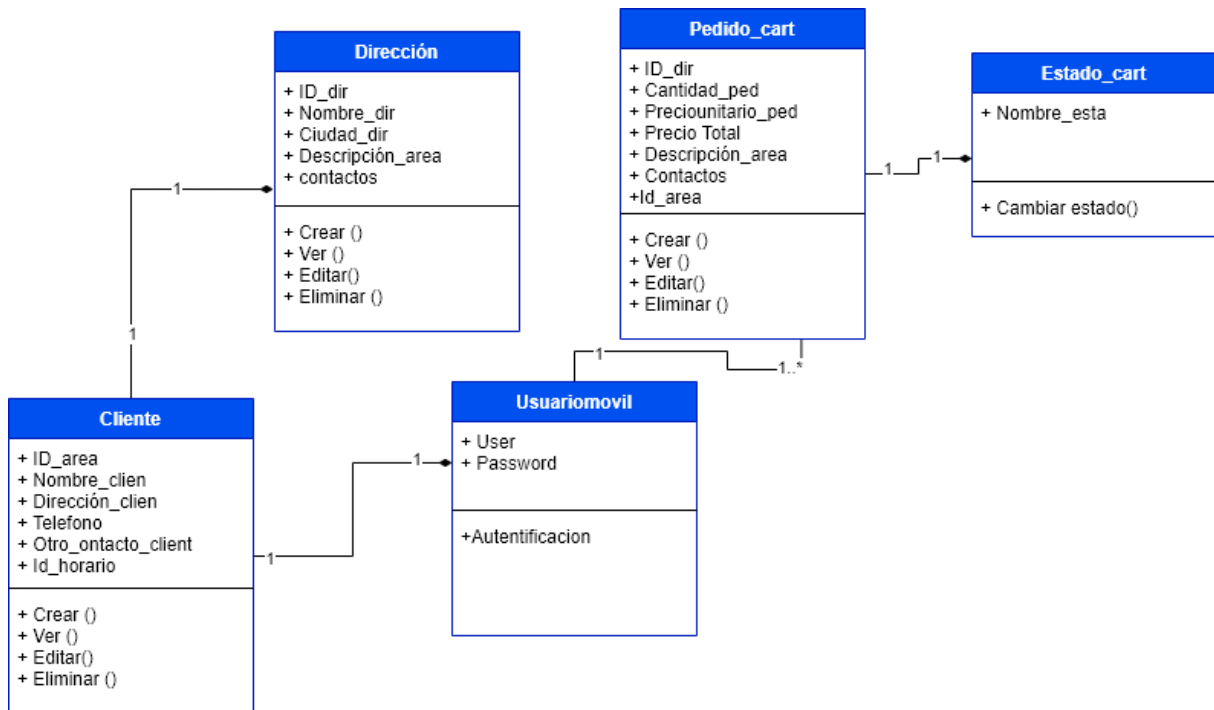 Dirección
+ ID_dir
+ Nombre_dir
+ Ciudad_dir
+ Descripción_area
+ contactos
+ Crear ()
+ Ver ()
+ Editar()
+ Eliminar ()
Pedido_cart
+ ID_dir
+ Cantidad_ped
+ Preciounitario_ped
+ Precio Total
+ Descripción_area
+ Contactos
+Id_area
+ Crear ()
+ Ver ()
+ Editar()
+ Eliminar ()
Estado_cart
+ Nombre_esta
+ Cambiar estado()
1
1
1
1
1
1..*
Cliente
+ ID_area
+ Nombre_clien
+ Dirección_clien
+ Telefono
+ Otro_ontacto_client
+ Id_horario
+ Crear ()
+ Ver ()
+ Editar()
+ Eliminar ()
1
1
Usuariomovil
+ User
+ Password
+Autentificacion